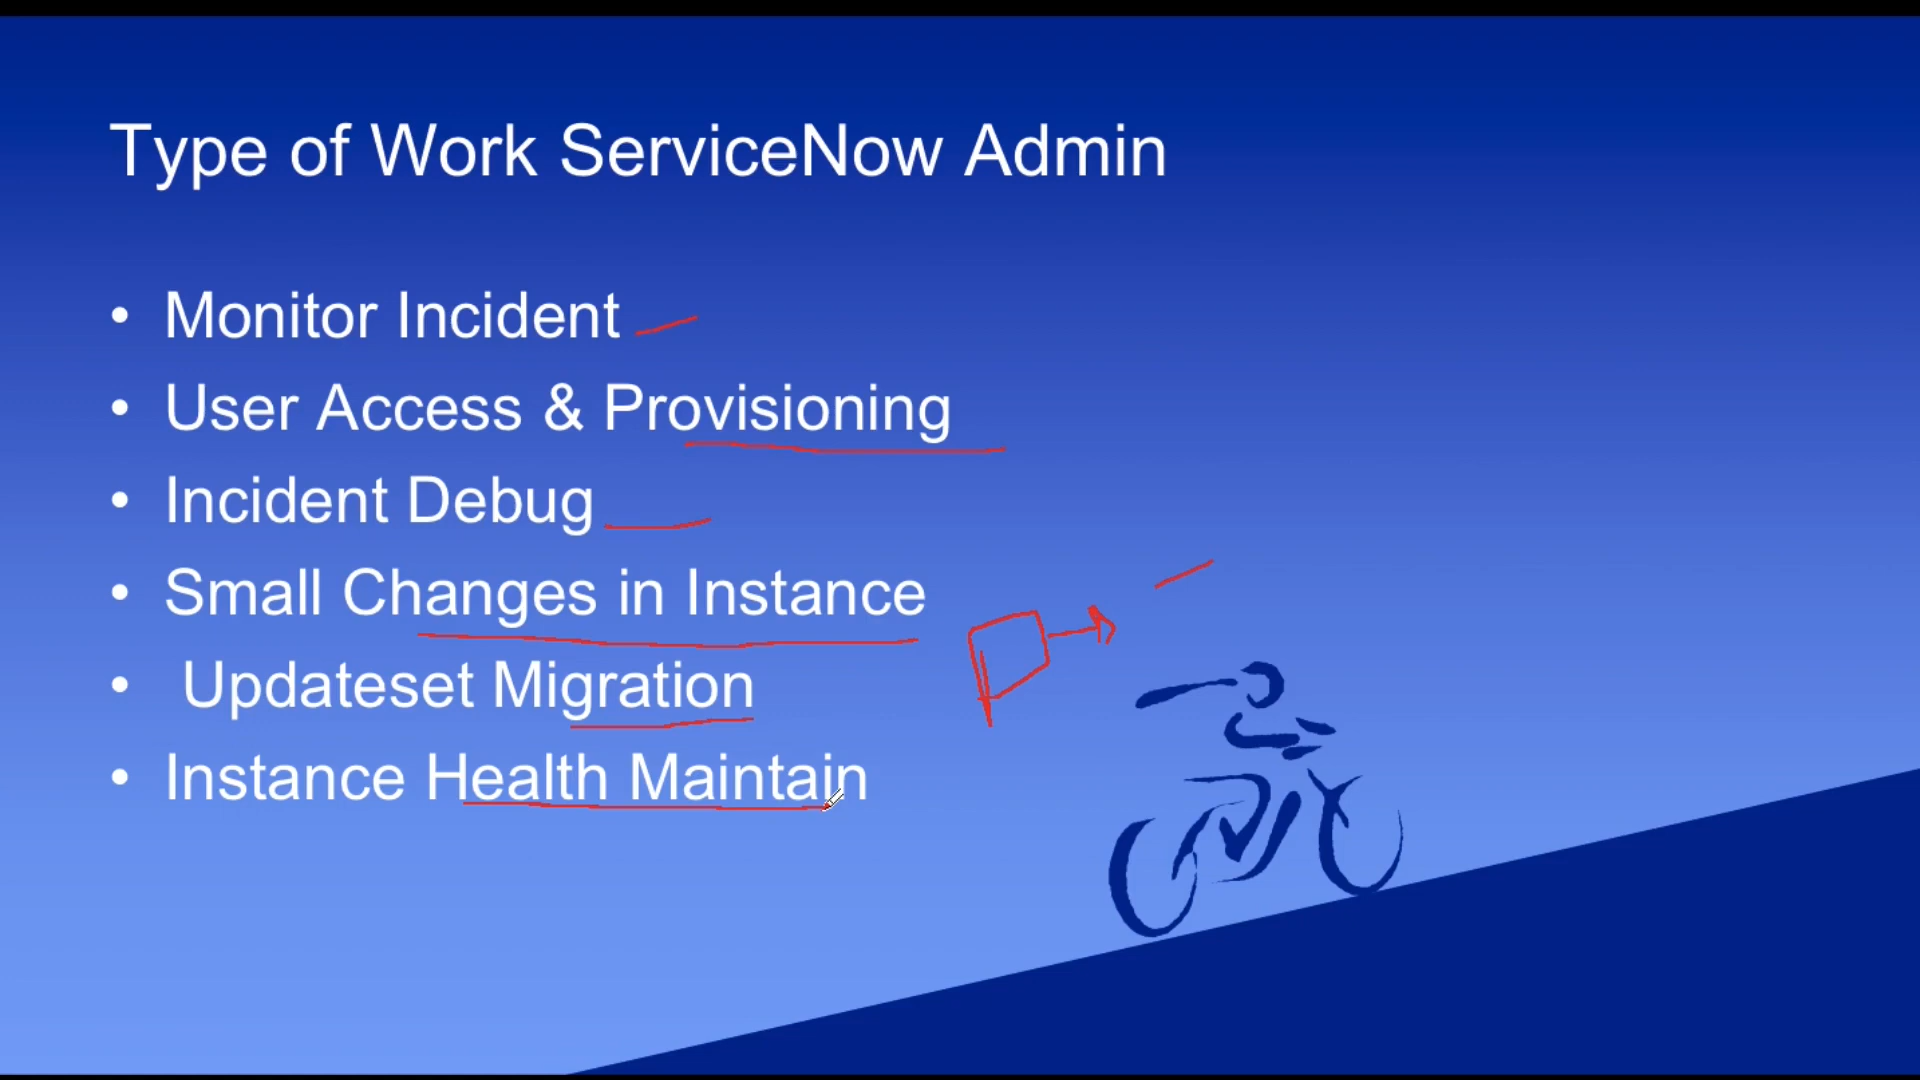 Type of Work ServiceNow Admin
• Monitor Incident
• User Access & Provisioning
• Incident Debug
• Small Changes in Instance
• Updateset Migration
• Instance Health Maintain